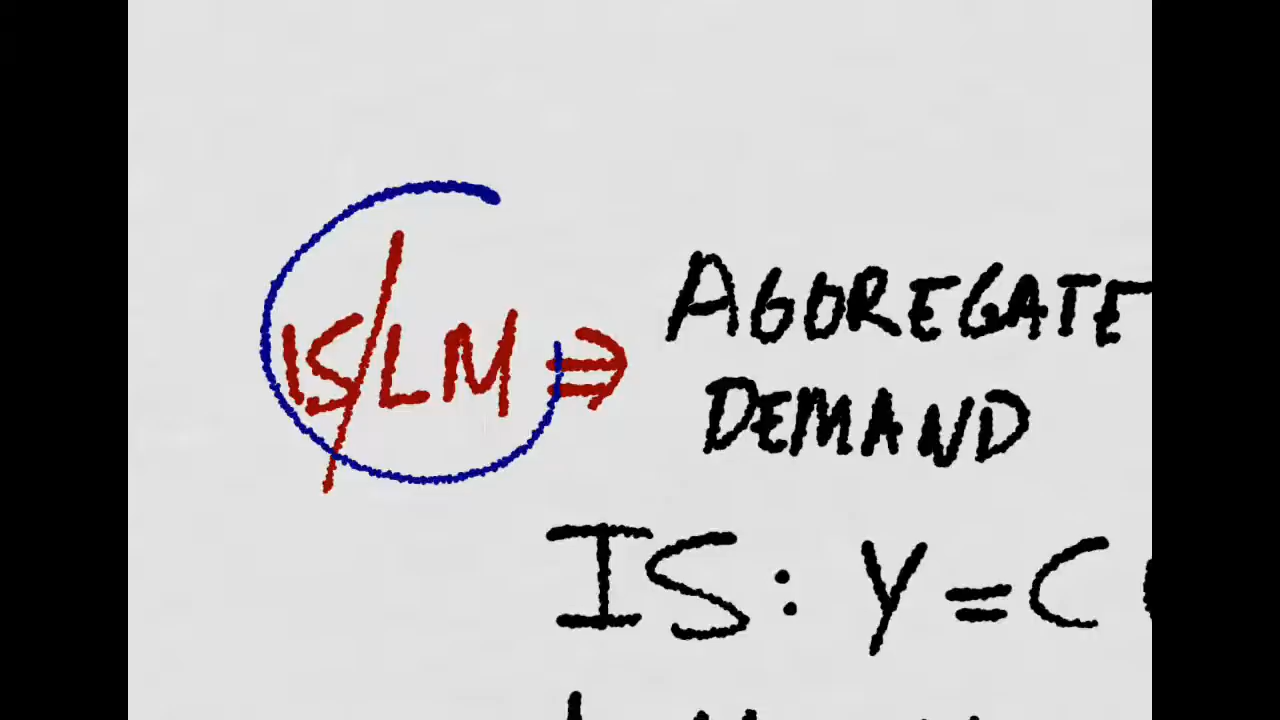 IS/LM ⇒ AGGREGATE
DEMAND
IS: Y = C (